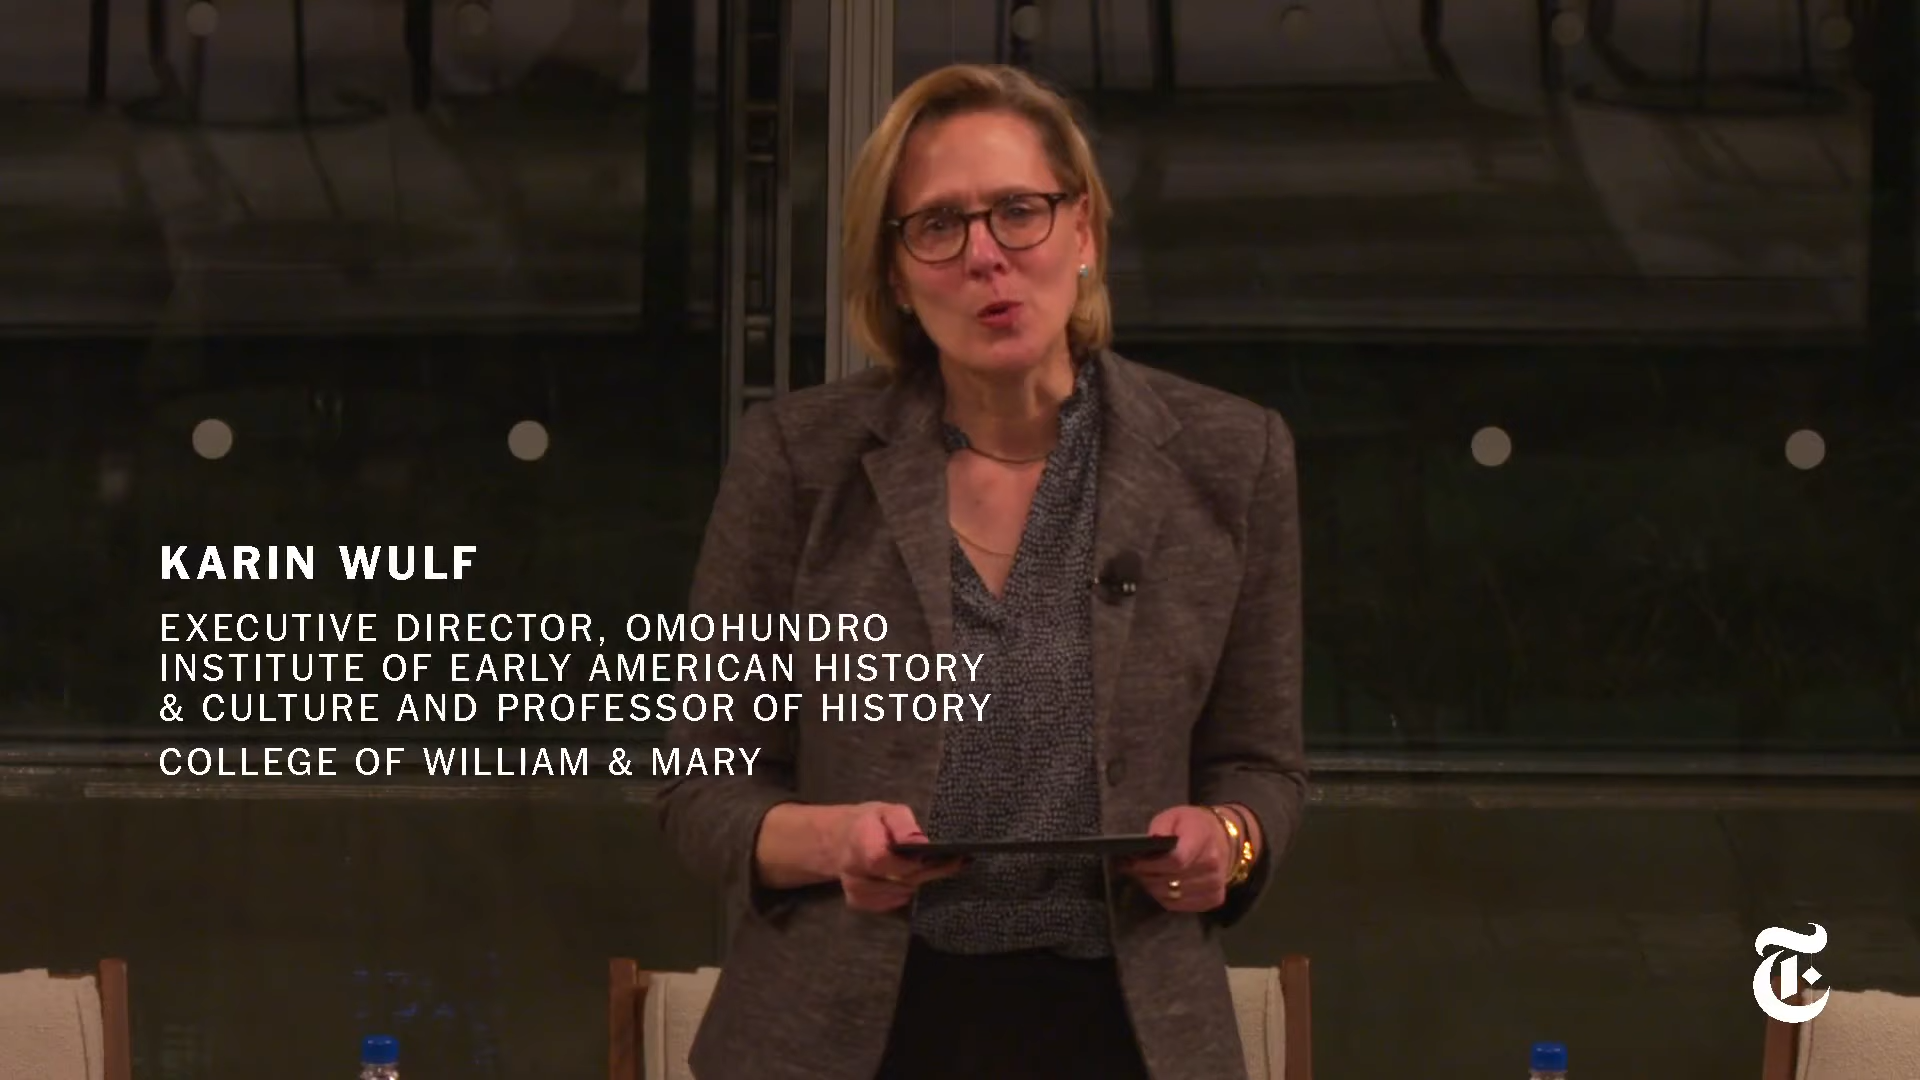 KARIN WULF
EXECUTIVE DIRECTOR, OMOHUNDRO
INSTITUTE OF EARLY AMERICAN HISTORY
& CULTURE AND PROFESSOR OF HISTORY
COLLEGE OF WILLIAM & MARY
T